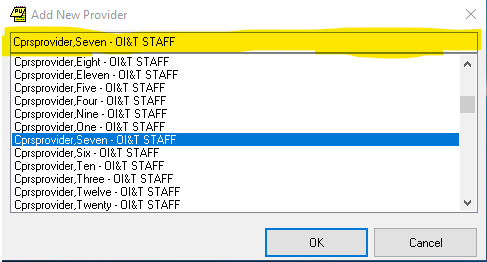 Add New Provider
Cprsprovider,Seven - OI&T STAFF
Cprsprovider,Eight - OI&T STAFF
Cprsprovider,Eleven - OI&T STAFF
Cprsprovider,Five - OI&T STAFF
Cprsprovider,Four - OI&T STAFF
Cprsprovider,Nine - OI&T STAFF
Cprsprovider,One - OI&T STAFF
Cprsprovider,Seven - OI&T STAFF
Cprsprovider,Six - OI&T STAFF
Cprsprovider,Ten - OI&T STAFF
Cprsprovider,Three - OI&T STAFF
Cprsprovider,Twelve - OI&T STAFF
Cprsprovider,Twenty - OI&T STAFF
OK
Cancel